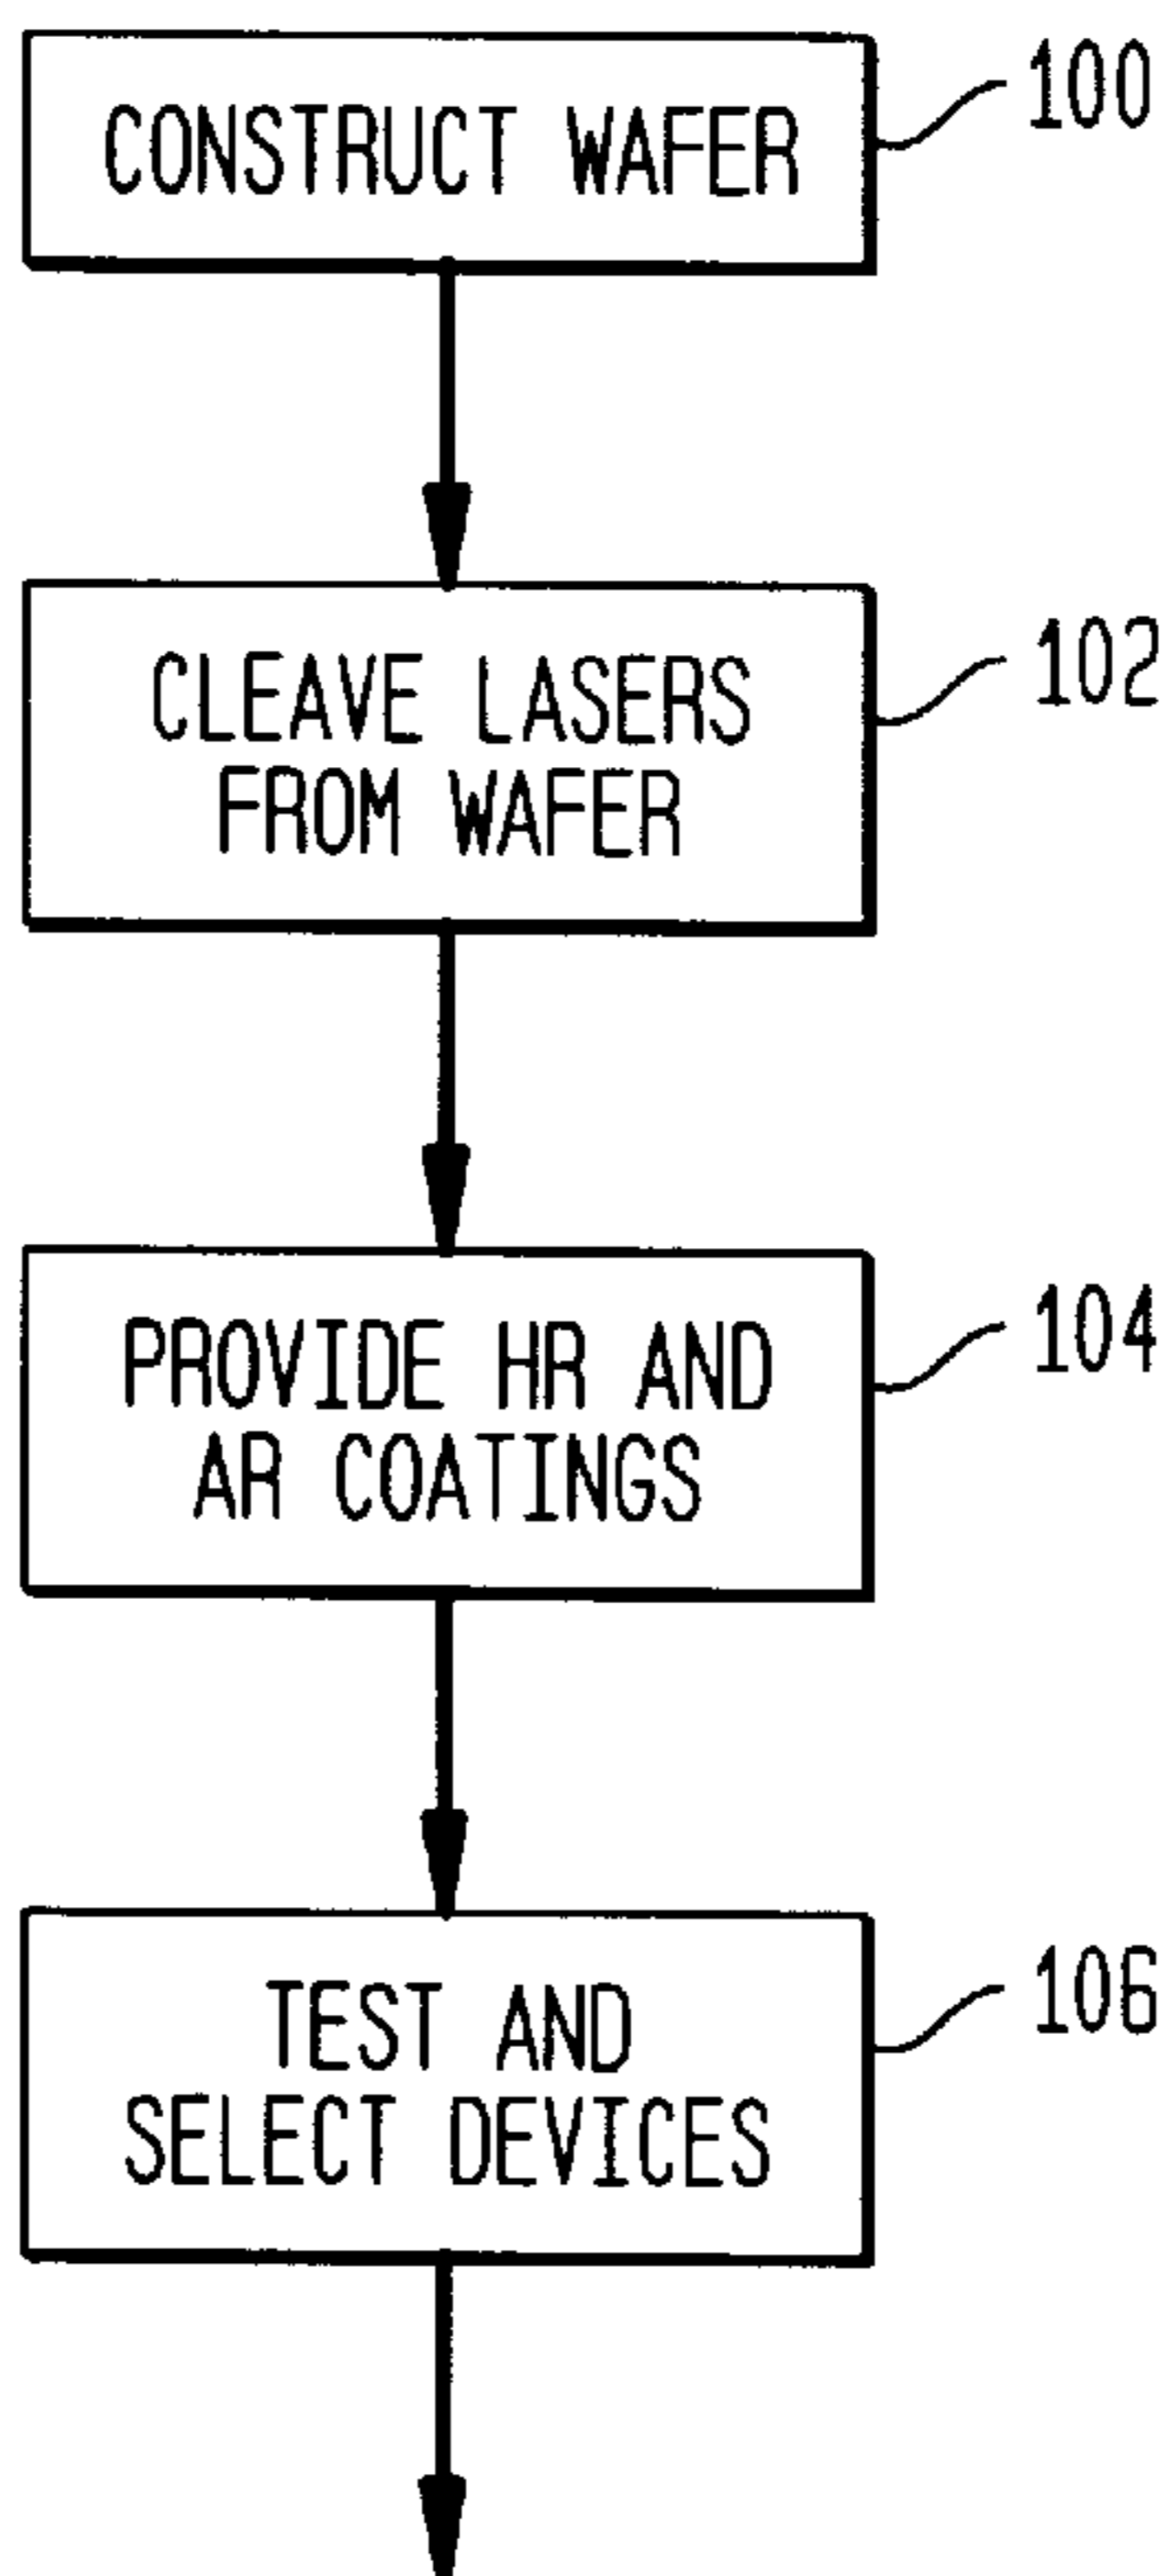 CONSTRUCT WAFER
100
CLEAVE LASERS
FROM WAFER
102
PROVIDE HR AND
AR COATINGS
104
TEST AND
SELECT DEVICES
106